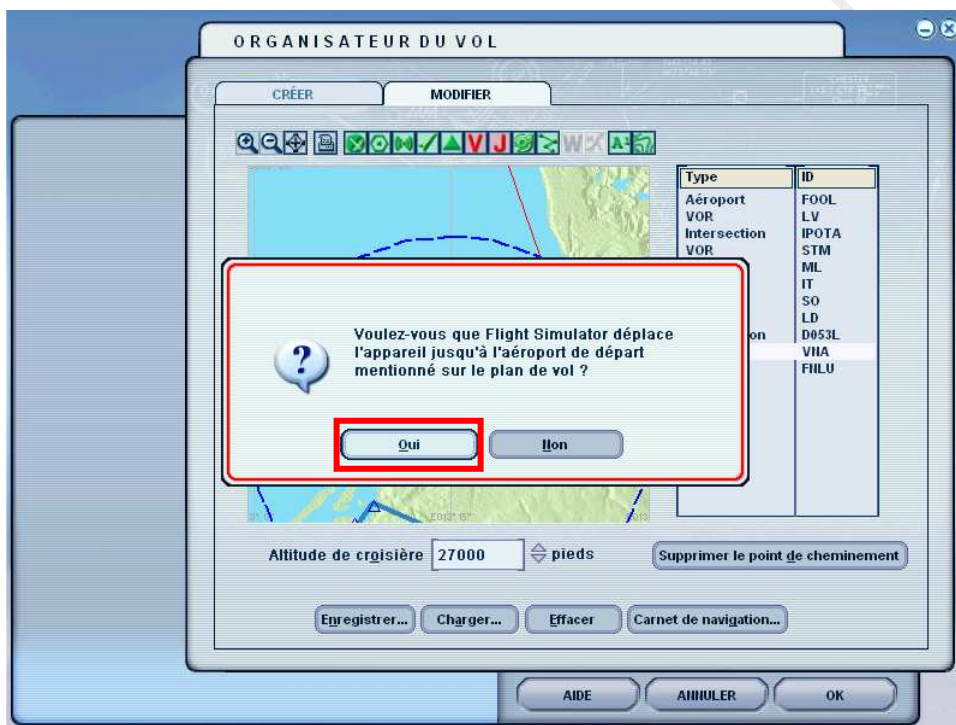 ORGANISATEUR DU VOL
CRÉER MODIFIER
V J W A
Type ID
Aéroport FOOL
VOR LV
Intersection IPOTA
VOR STM
ML
IT
SO
LD
on D053L
VNA
FNLU
Voulez-vous que Flight Simulator déplace
l'appareil jusqu'à l'aéroport de départ
mentionné sur le plan de vol ?
Oui Non
E013° 15'
Altitude de croisière 27000 pieds Supprimer le point de cheminement
Enregistrer... Charger... Effacer Carnet de navigation...
AIDE ANNULER OK